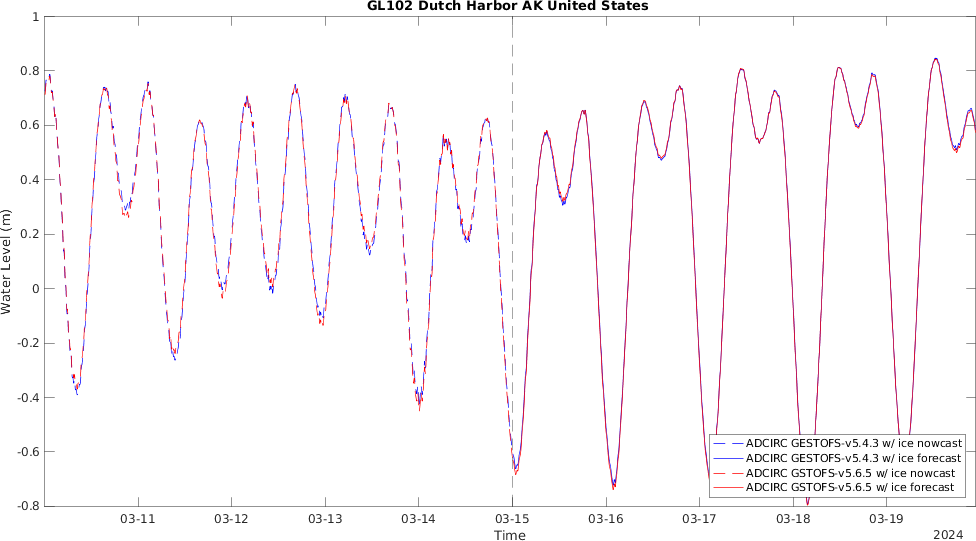 GL102 Dutch Harbor AK United States
1
0.8
0.6
0.4
0.2
0
-0.2
-0.4
-0.6
-0.8
Water Level (m)
ADCIRC GESTOFS-v5.4.3 w/ ice nowcast
ADCIRC GESTOFS-v5.4.3 w/ ice forecast
ADCIRC GSTOFS-v5.6.5 w/ ice nowcast
ADCIRC GSTOFS-v5.6.5 w/ ice forecast
03-11 03-12 03-13 03-14 03-15 03-16 03-17 03-18 03-19
Time
2024